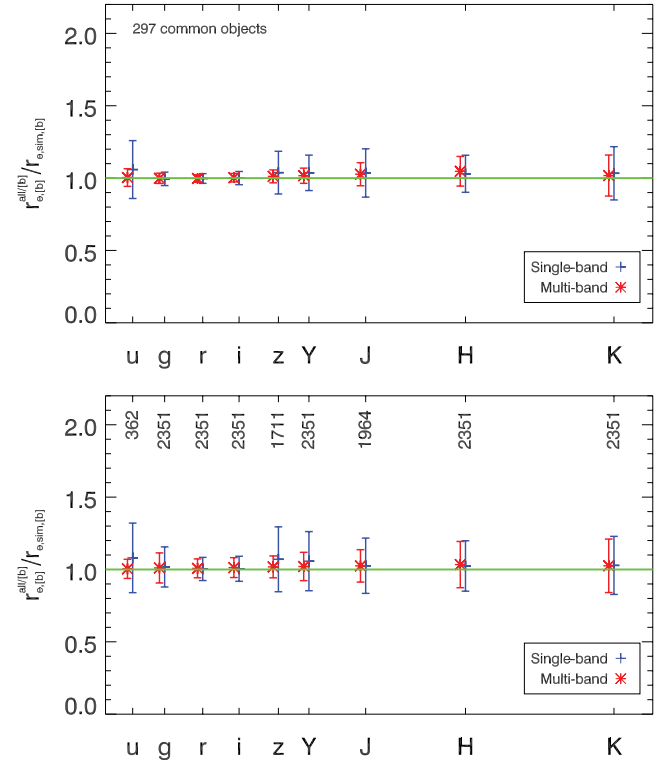 2.0
297 common objects
1.5
1.0
0.5
0.0
r_{e,[b]}^{all/[b]}/r_{e,sim,[b]}
Single-band
Multi-band
u g r i z Y J H K
2.0
362 2351 2351 2351 1711 2351 1964 2351 2351
1.5
1.0
0.5
0.0
r_{e,[b]}^{all/[b]}/r_{e,sim,[b]}
Single-band
Multi-band
u g r i z Y J H K